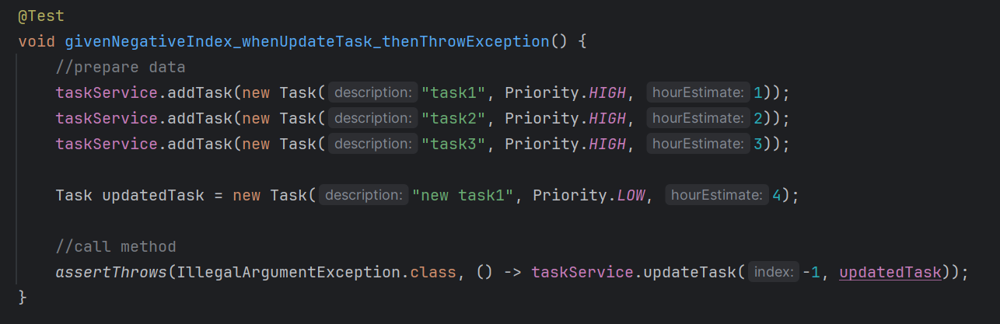 @Test
void givenNegativeIndex_whenUpdateTask_thenThrowException() {
//prepare data
taskService.addTask(new Task( description: "task1", Priority.HIGH, hourEstimate: 1));
taskService.addTask(new Task( description: "task2", Priority.HIGH, hourEstimate: 2));
taskService.addTask(new Task( description: "task3", Priority.HIGH, hourEstimate: 3));
Task updatedTask = new Task( description: "new task1", Priority.LOW, hourEstimate: 4);
//call method
assertThrows(IllegalArgumentException.class, () -> taskService.updateTask( index: -1, updatedTask));
}